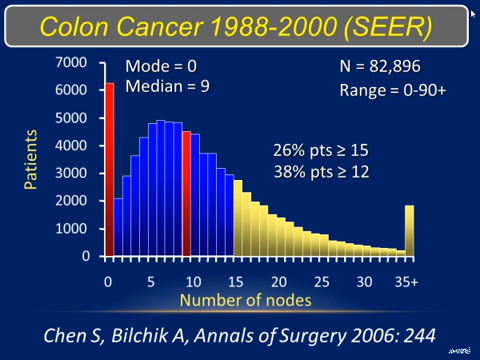 Colon Cancer 1988-2000 (SEER)
7000
6000
5000
4000
3000
2000
1000
0
Patients
Mode = 0
Median = 9
N = 82,896
Range = 0-90+
26% pts ≥ 15
38% pts ≥ 12
0 5 10 15 20 25 30 35+
Number of nodes
Chen S, Bilchik A, Annals of Surgery 2006: 244